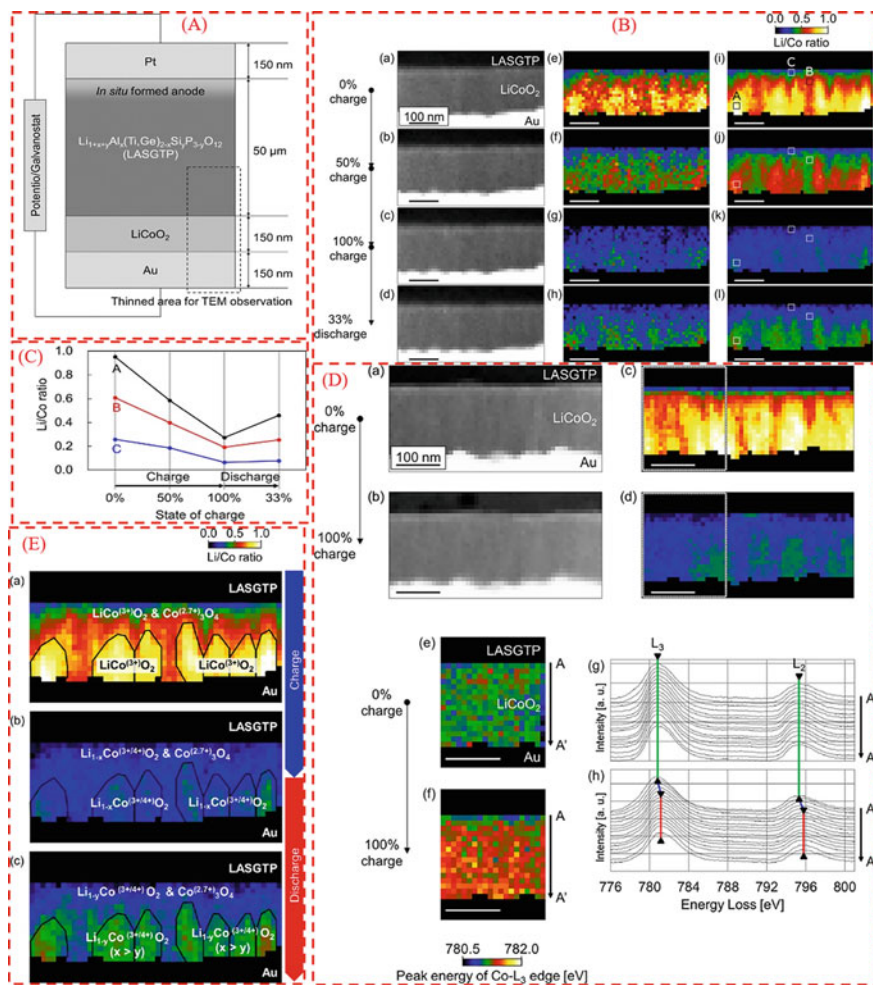 (A)
Pt
150 nm
In situ formed anode
Li1+x+yAlx(Ti,Ge)2-xSiyP3-yO12
(LASGTP)
50 μm
LiCoO2
150 nm
Au
150 nm
Potentio/Galvanostat
Thinned area for TEM observation
(B)
0.0 0.5 1.0
Li/Co ratio
(a)
LASGTP
LiCoO2
100 nm
Au
(e)
(i)
A
B
C
0%
charge
(b)
(f)
(j)
50%
charge
(c)
(g)
(k)
100%
charge
(d)
(h)
(l)
33%
discharge
(C)
Li/Co ratio
1.0
0.8
0.6
0.4
0.2
0.0
A
B
C
Charge
Discharge
0% 50% 100% 33%
State of charge
(D)
(a)
LASGTP
LiCoO2
100 nm
Au
(c)
0%
charge
(b)
(d)
100%
charge
(e)
LASGTP
LiCoO2
Au
A
A'
0%
charge
(f)
A
A'
100%
charge
780.5 782.0
Peak energy of Co-L3 edge [eV]
(g)
L3
L2
Intensity [a. u.]
A
A
(h)
Intensity [a. u.]
A
A
776 780 784 788 792 796 800
Energy Loss [eV]
(E)
0.0 0.5 1.0
Li/Co ratio
(a)
LASGTP
LiCo(3+)O2 & Co(2.7+)3O4
LiCo(3+)O2
LiCo(3+)O2
Au
Charge
(b)
LASGTP
Li1-xCo(3+/4+)O2 & Co(2.7+)3O4
Li1-xCo(3+/4+)O2
Li1-xCo(3+/4+)O2
Au
Discharge
(c)
LASGTP
Li1-yCo(3+/4+)O2 & Co(2.7+)3O4
Li1-yCo(3+/4+)O2
(x > y)
Li1-yCo(3+/4+)O2
(x > y)
Au